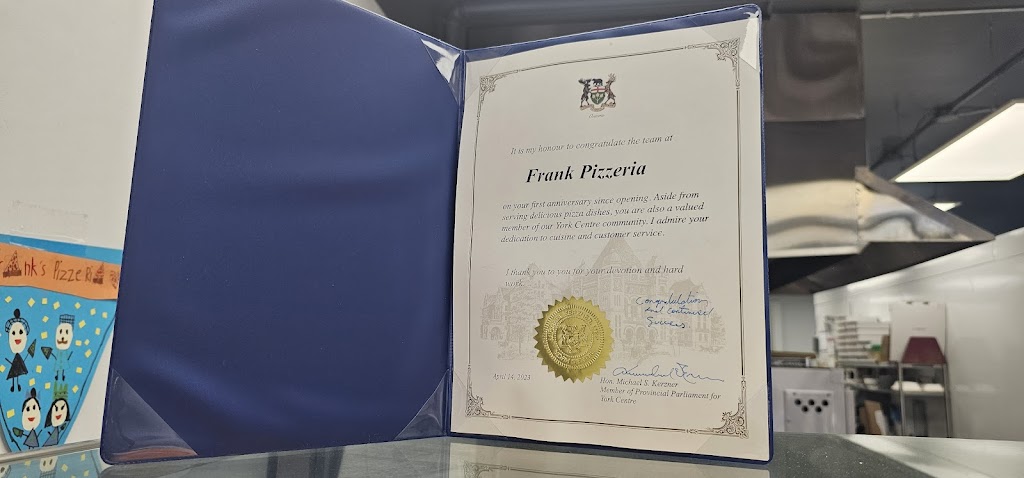 Ontario
It is my honour to congratulate the team at
Frank Pizzeria
on your first anniversary since opening. Aside from
serving delicious pizza dishes, you are also a valued
member of our York Centre community. I admire your
dedication to cuisine and customer service.
I thank you to you for your devotion and hard
work.
Congratulations
and continued
Success
April 14, 2023
Hon. Michael S. Kerzner
Member of Provincial Parliament for
York Centre
nk's Pizzeria